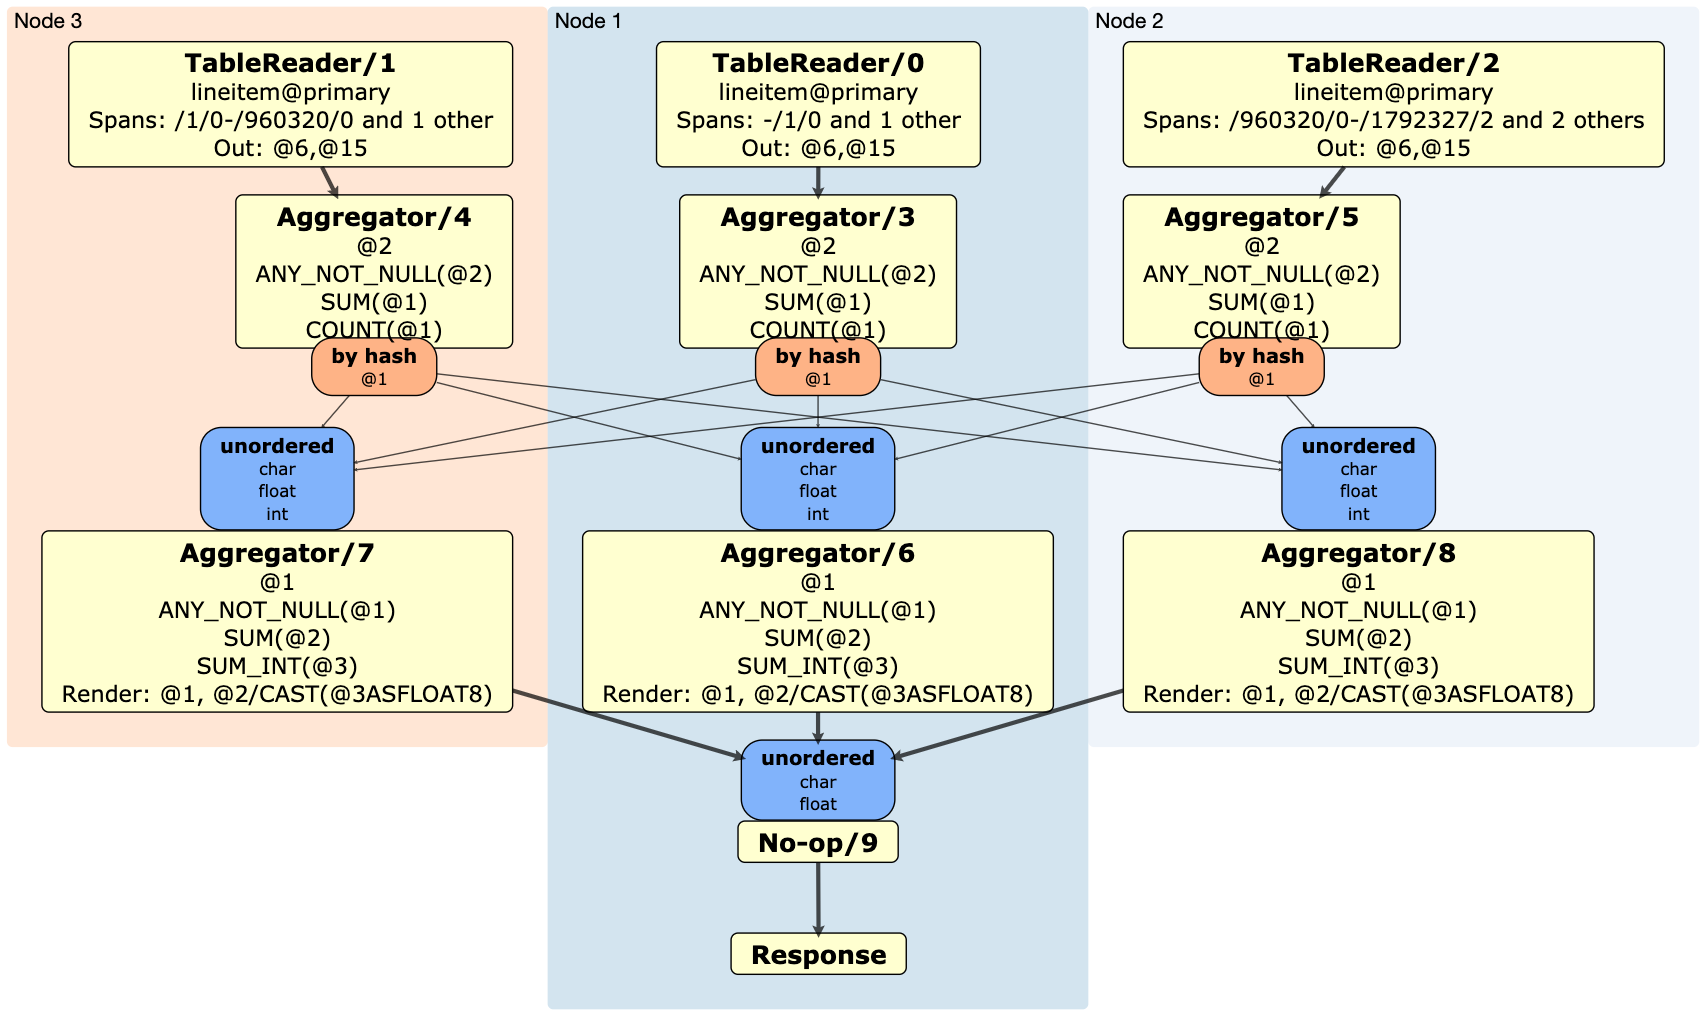 Node 3
Node 1
Node 2
TableReader/1
lineitem@primary
Spans: /1/0-/960320/0 and 1 other
Out: @6,@15
TableReader/0
lineitem@primary
Spans: -/1/0 and 1 other
Out: @6,@15
TableReader/2
lineitem@primary
Spans: /960320/0-/1792327/2 and 2 others
Out: @6,@15
Aggregator/4
@2
ANY_NOT_NULL(@2)
SUM(@1)
COUNT(@1)
by hash
@1
Aggregator/3
@2
ANY_NOT_NULL(@2)
SUM(@1)
COUNT(@1)
by hash
@1
Aggregator/5
@2
ANY_NOT_NULL(@2)
SUM(@1)
COUNT(@1)
by hash
@1
unordered
char
float
int
unordered
char
float
int
unordered
char
float
int
Aggregator/7
@1
ANY_NOT_NULL(@1)
SUM(@2)
SUM_INT(@3)
Render: @1, @2/CAST(@3ASFLOAT8)
Aggregator/6
@1
ANY_NOT_NULL(@1)
SUM(@2)
SUM_INT(@3)
Render: @1, @2/CAST(@3ASFLOAT8)
Aggregator/8
@1
ANY_NOT_NULL(@1)
SUM(@2)
SUM_INT(@3)
Render: @1, @2/CAST(@3ASFLOAT8)
unordered
char
float
No-op/9
Response